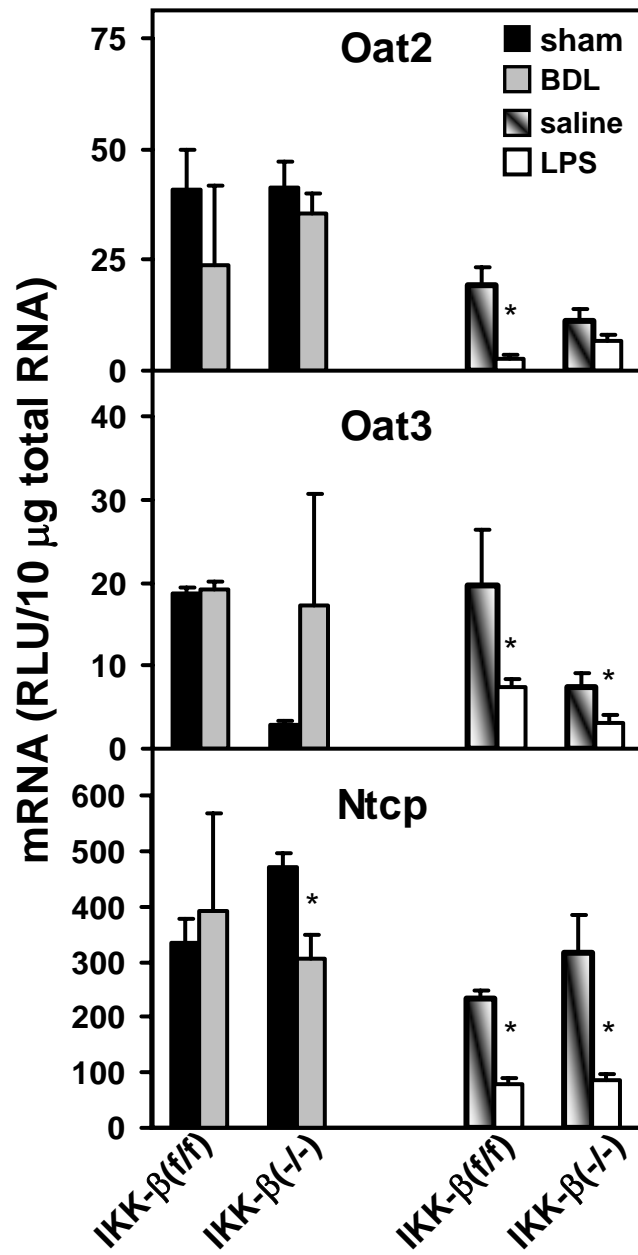 mRNA (RLU/10 μg total RNA)
Oat2
sham
BDL
saline
LPS
75
50
25
0
*
Oat3
40
30
20
10
0
*
*
Ntcp
600
500
400
300
200
100
0
*
*
*
IKK-β(f/f)
IKK-β(-/-)
IKK-β(f/f)
IKK-β(-/-)